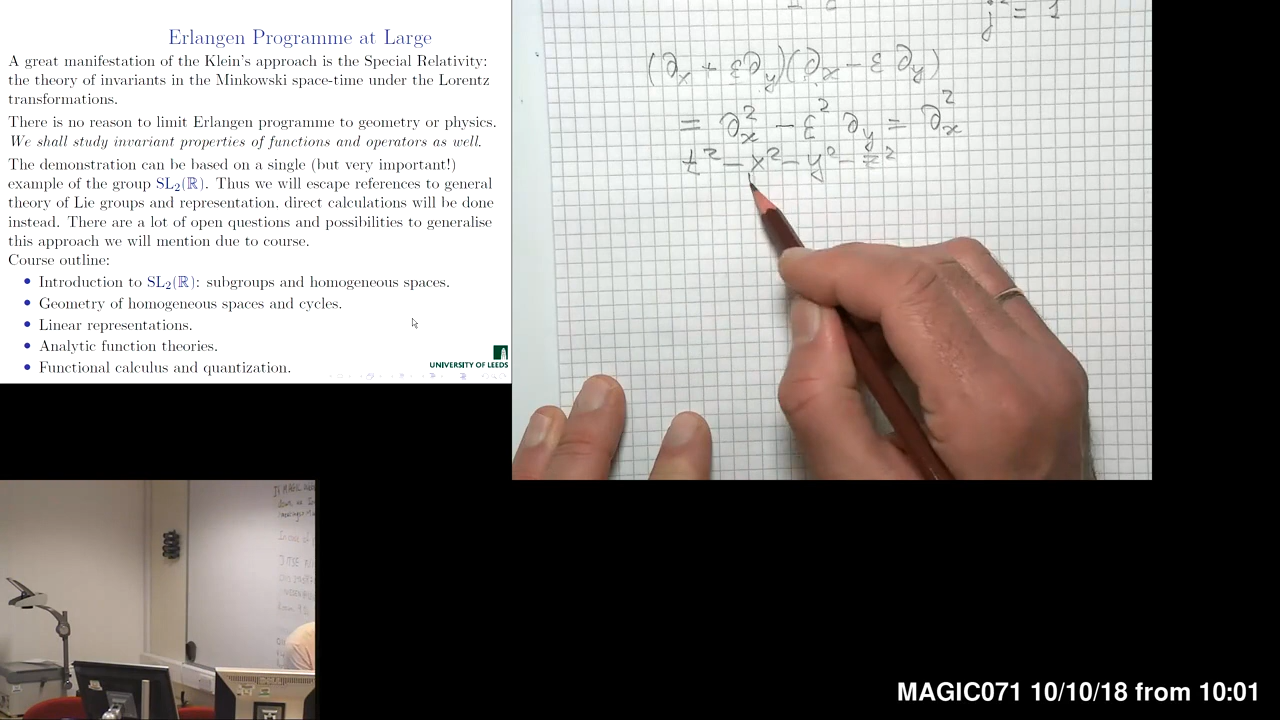 Erlangen Programme at Large
A great manifestation of the Klein's approach is the Special Relativity:
the theory of invariants in the Minkowski space-time under the Lorentz
transformations.
There is no reason to limit Erlangen programme to geometry or physics.
We shall study invariant properties of functions and operators as well.
The demonstration can be based on a single (but very important!)
example of the group SL₂(ℝ). Thus we will escape references to general
theory of Lie groups and representation, direct calculations will be done
instead. There are a lot of open questions and possibilities to generalise
this approach we will mention due to course.
Course outline:
• Introduction to SL₂(ℝ): subgroups and homogeneous spaces.
• Geometry of homogeneous spaces and cycles.
• Linear representations.
• Analytic function theories.
• Functional calculus and quantization.
UNIVERSITY OF LEEDS
j² = 1
(∂x + ε∂y)(∂x − ε∂y)
= ∂x² − ε² ∂y = ∂x²
t² − x² − y² − z²
MAGIC071 10/10/18 from 10:01